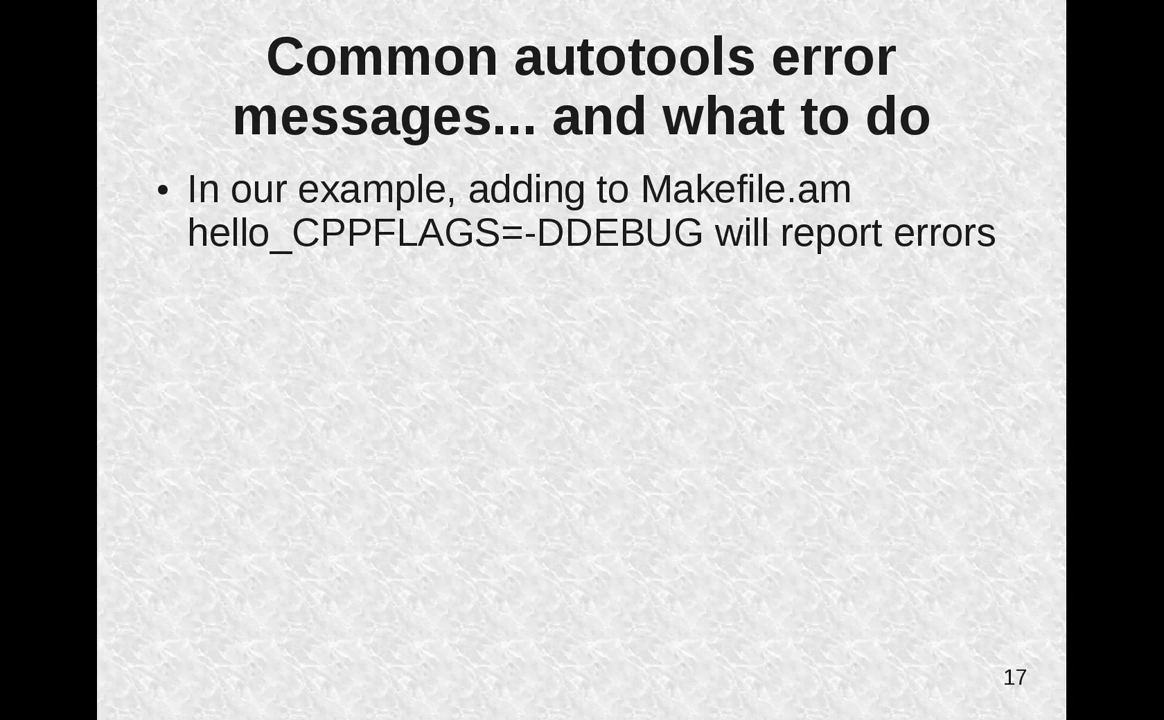 Common autotools error
messages... and what to do
• In our example, adding to Makefile.am
hello_CPPFLAGS=-DDEBUG will report errors
17